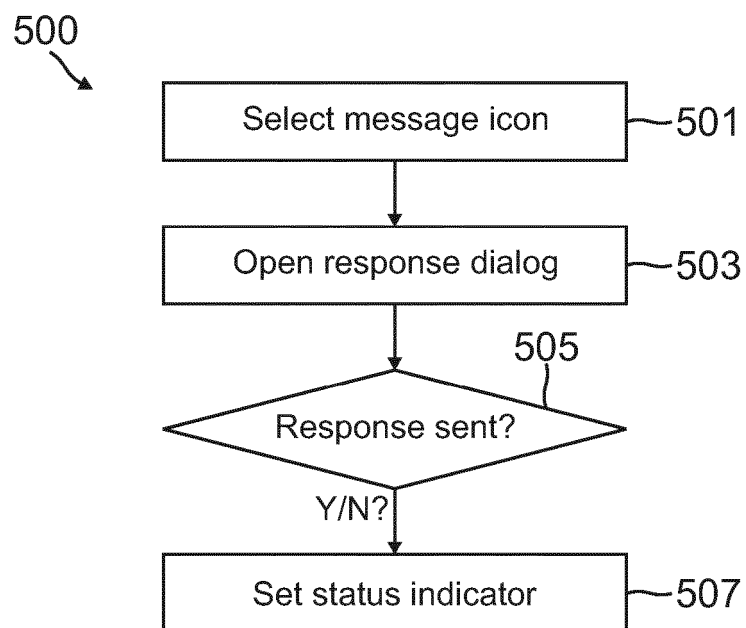 500
Select message icon
501
Open response dialog
503
505
Response sent?
Y/N?
Set status indicator
507